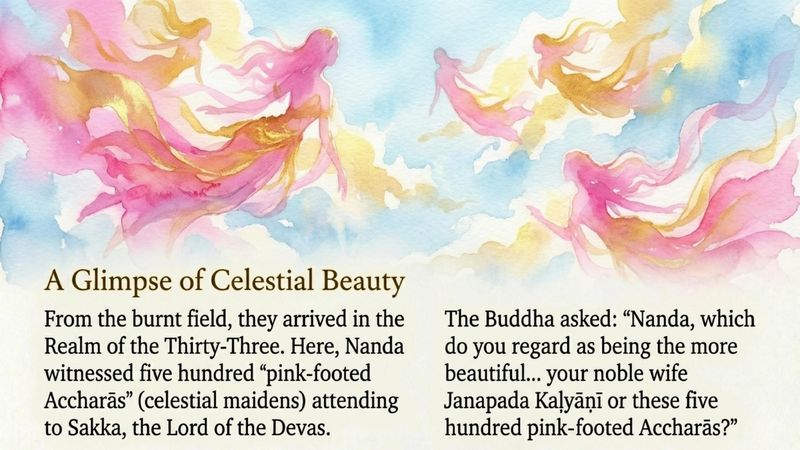 A Glimpse of Celestial Beauty
From the burnt field, they arrived in the
Realm of the Thirty-Three. Here, Nanda
witnessed five hundred “pink-footed
Accharās” (celestial maidens) attending
to Sakka, the Lord of the Devas.
The Buddha asked: “Nanda, which
do you regard as being the more
beautiful... your noble wife
Janapada Kaḷyāṇī or these five
hundred pink-footed Accharās?”